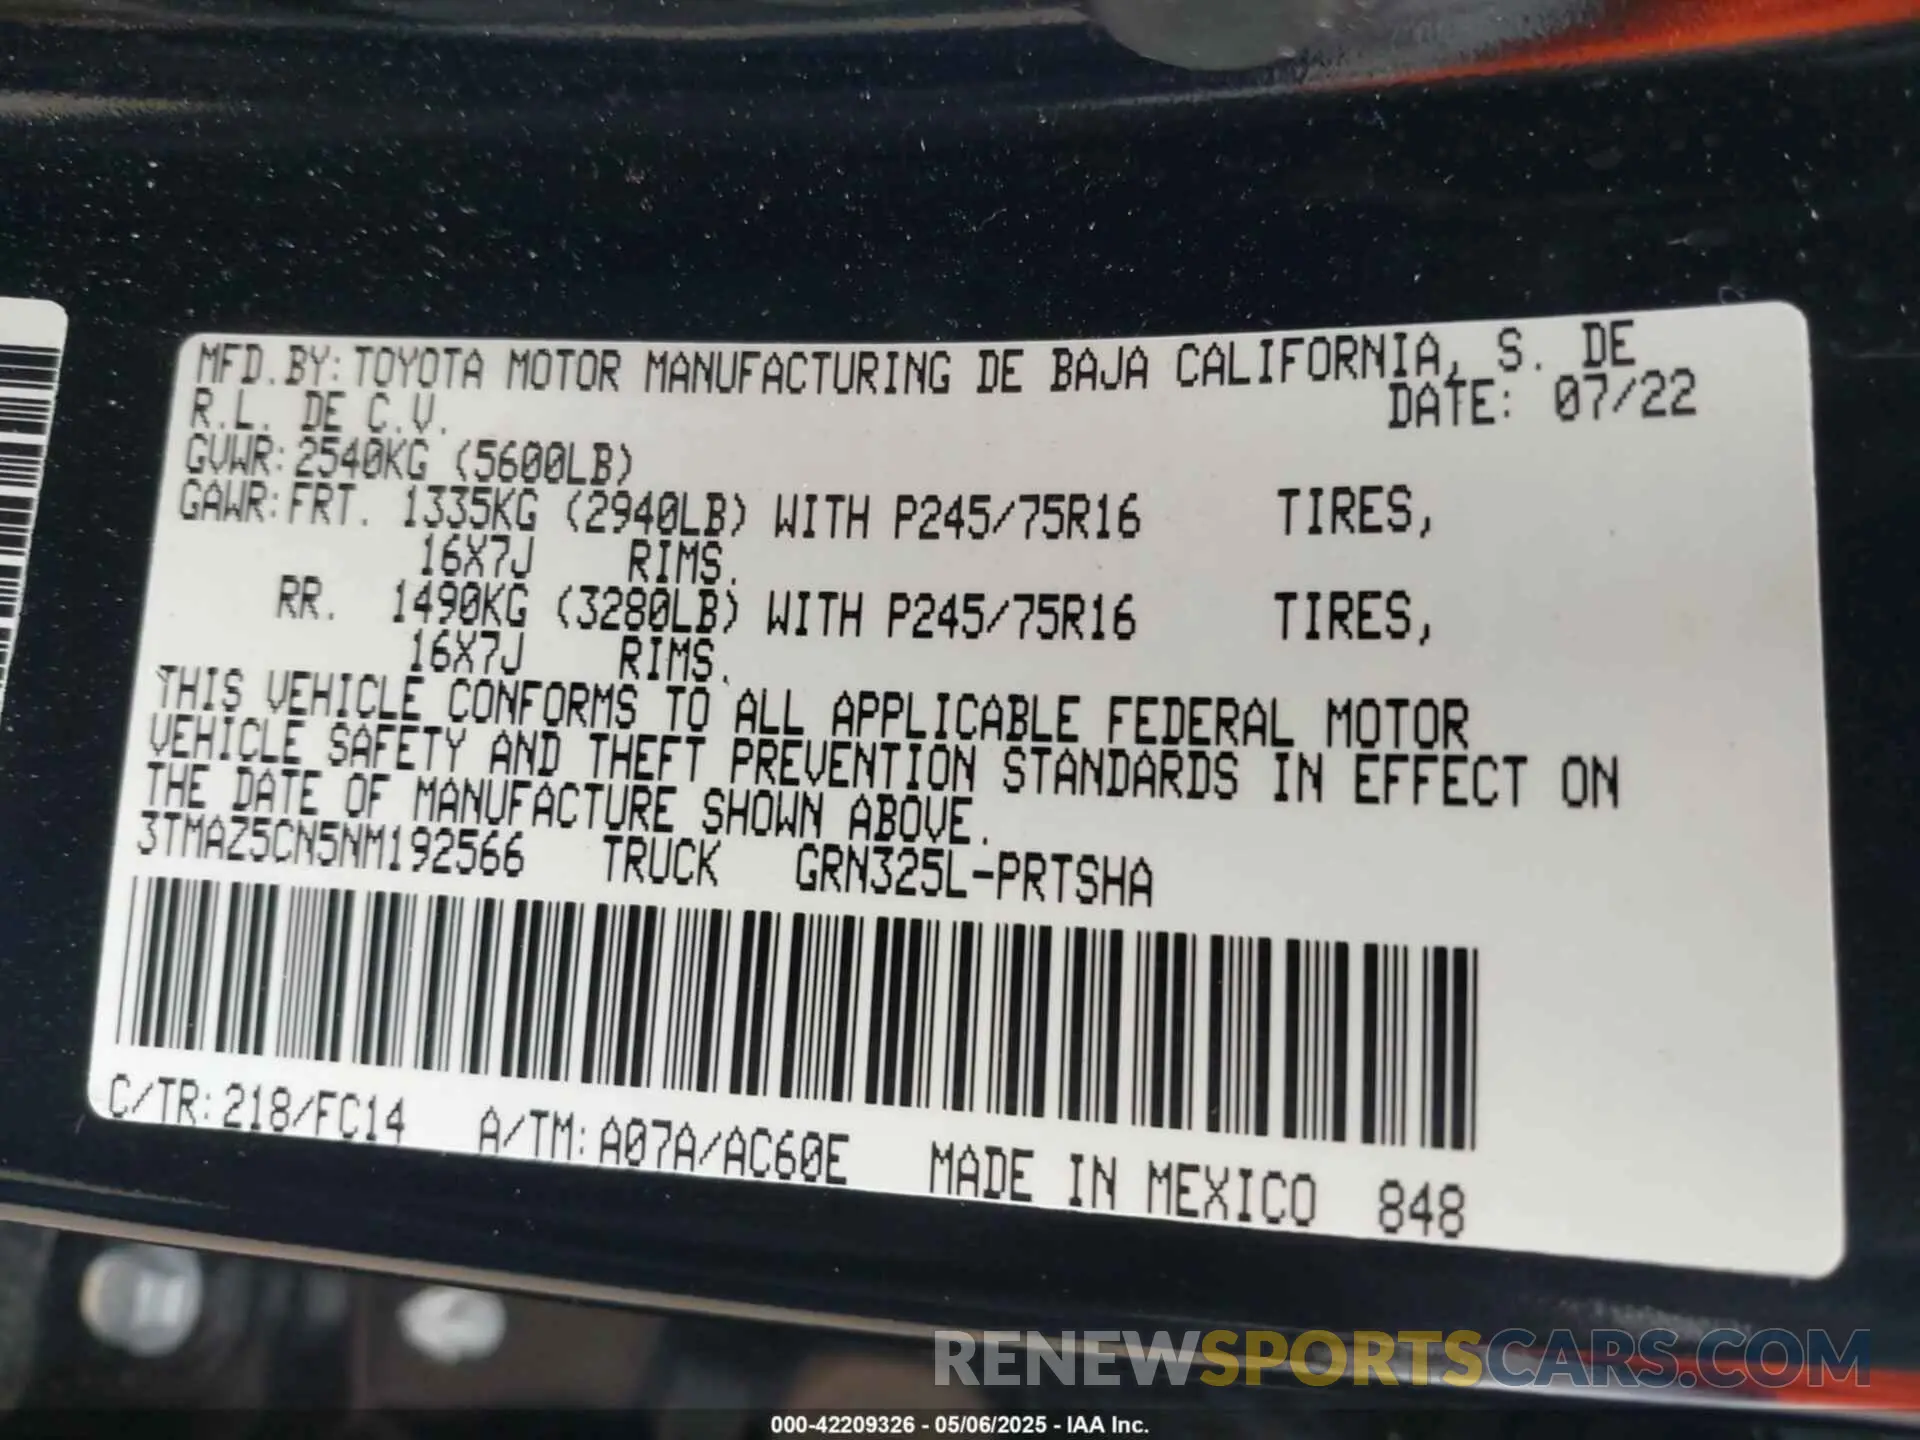 MFD.BY:TOYOTA MOTOR MANUFACTURING DE BAJA CALIFORNIA, S. DE
R.L. DE C.V. DATE: 07/22
GVWR:2540KG (5600LB)
GAWR:FRT. 1335KG (2940LB) WITH P245/75R16 TIRES,
16X7J RIMS.
RR. 1490KG (3280LB) WITH P245/75R16 TIRES,
16X7J RIMS.
THIS VEHICLE CONFORMS TO ALL APPLICABLE FEDERAL MOTOR
VEHICLE SAFETY AND THEFT PREVENTION STANDARDS IN EFFECT ON
THE DATE OF MANUFACTURE SHOWN ABOVE.
3TMAZ5CN5NM192566 TRUCK GRN325L-PRTSHA
C/TR:218/FC14 A/TM:A07A/AC60E MADE IN MEXICO 848
RENEWSPORTSCARS.COM
000-42209326 - 05/06/2025 - IAA Inc.